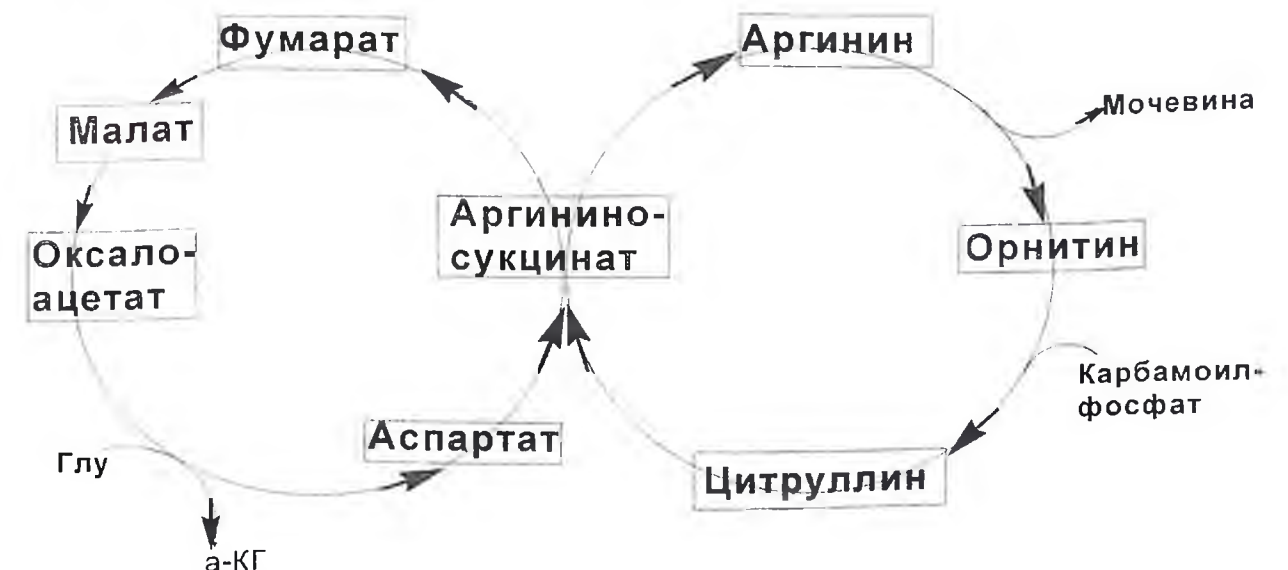 Фумарат
Аргинин
Мочевина
Малат
Аргинино-
сукцинат
Орнитин
Оксало-
ацетат
Карбамоил-
фосфат
Аспартат
Глу
Цитруллин
а-КГ